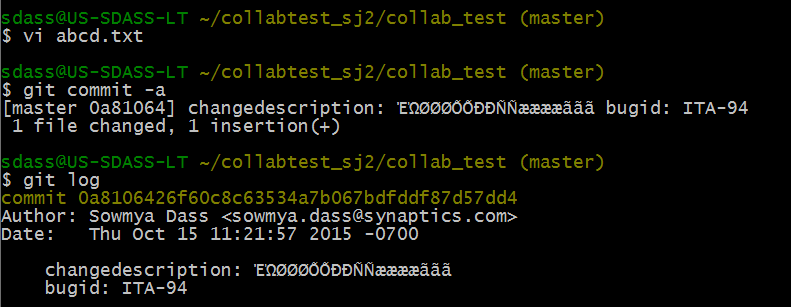 sdass@US-SDASS-LT ~/collabtest_sj2/collab_test (master)
$ vi abcd.txt
sdass@US-SDASS-LT ~/collabtest_sj2/collab_test (master)
$ git commit -a
[master 0a81064] changedescription: ΈΏØØØÕÕÐÐÑÑææææããã bugid: ITA-94
1 file changed, 1 insertion(+)
sdass@US-SDASS-LT ~/collabtest_sj2/collab_test (master)
$ git log
commit 0a8106426f60c8c63534a7b067bdfddf87d57dd4
Author: Sowmya Dass <sowmya.dass@synaptics.com>
Date:   Thu Oct 15 11:21:57 2015 -0700
changedescription: ΈΏØØØÕÕÐÐÑÑææææããã
bugid: ITA-94